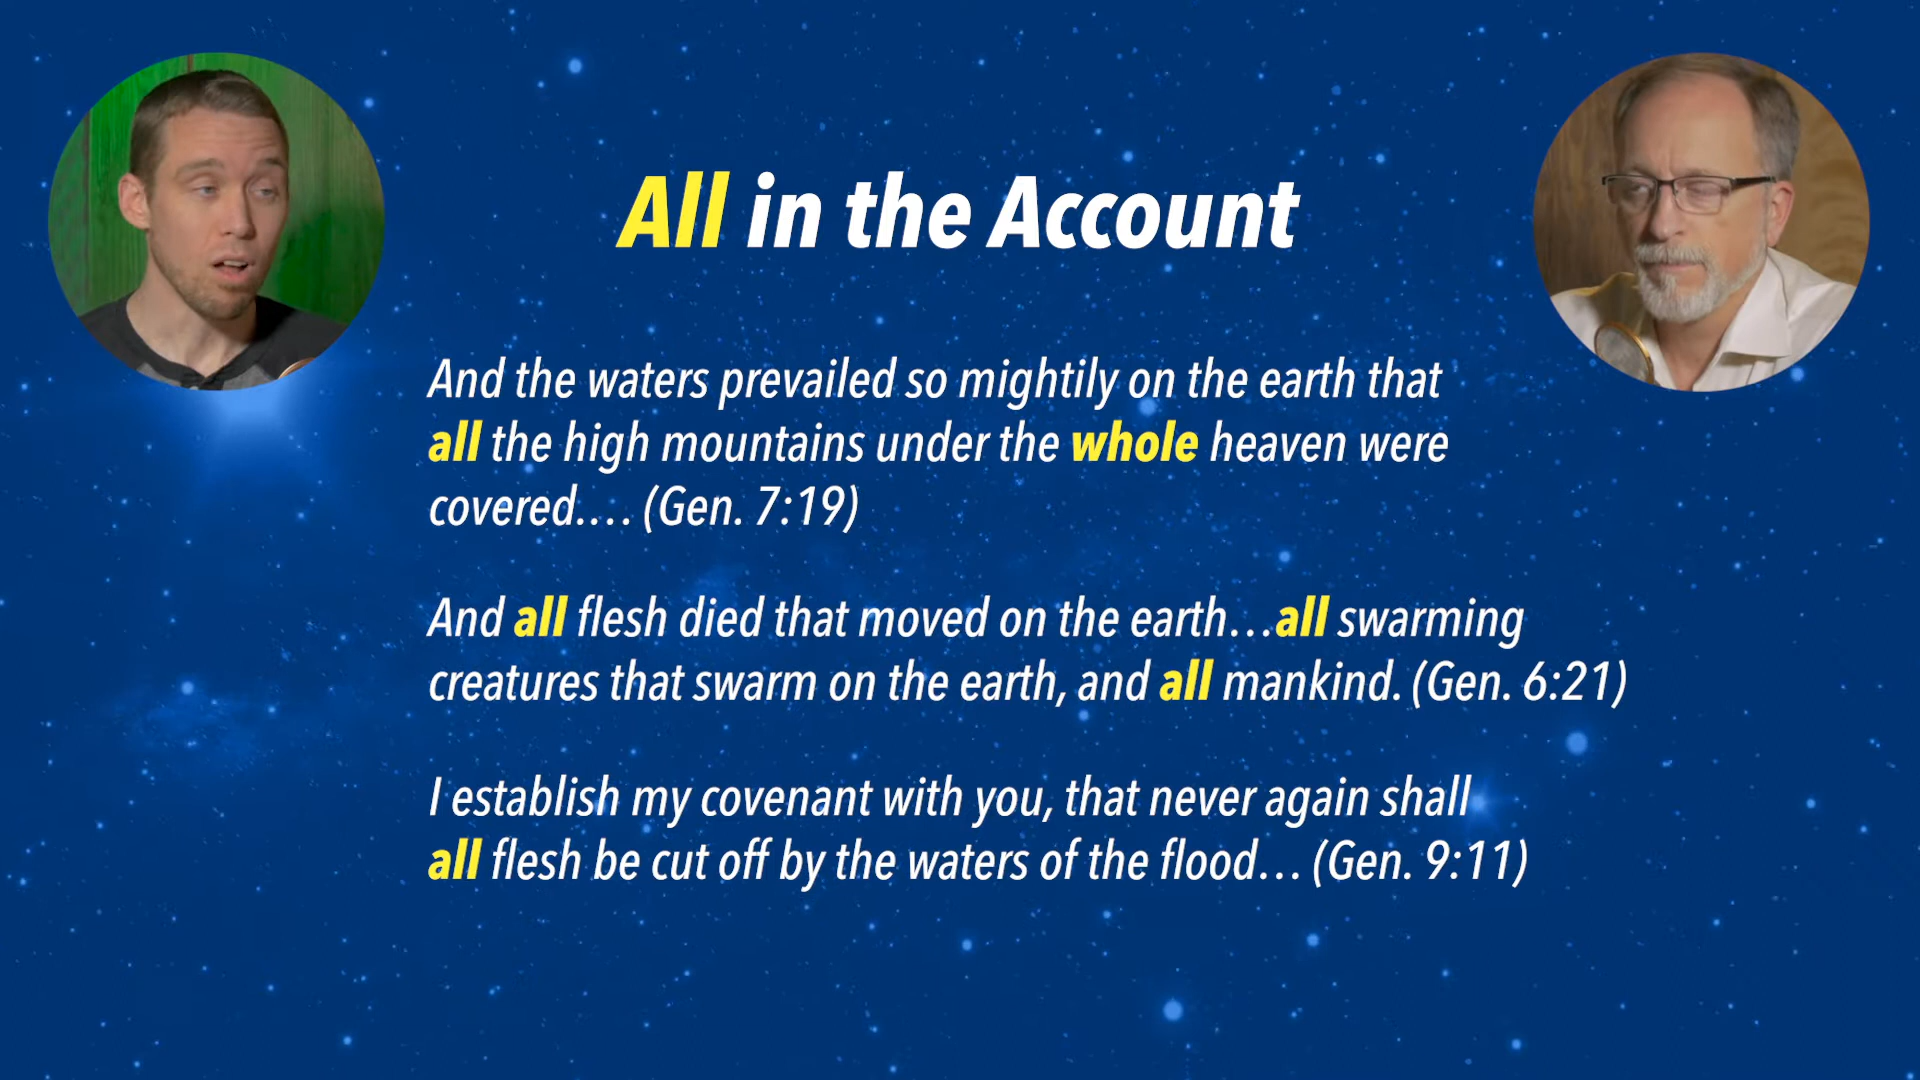 All in the Account
And the waters prevailed so mightily on the earth that
all the high mountains under the whole heaven were
covered.… (Gen. 7:19)
And all flesh died that moved on the earth…all swarming
creatures that swarm on the earth, and all mankind. (Gen. 6:21)
I establish my covenant with you, that never again shall
all flesh be cut off by the waters of the flood… (Gen. 9:11)